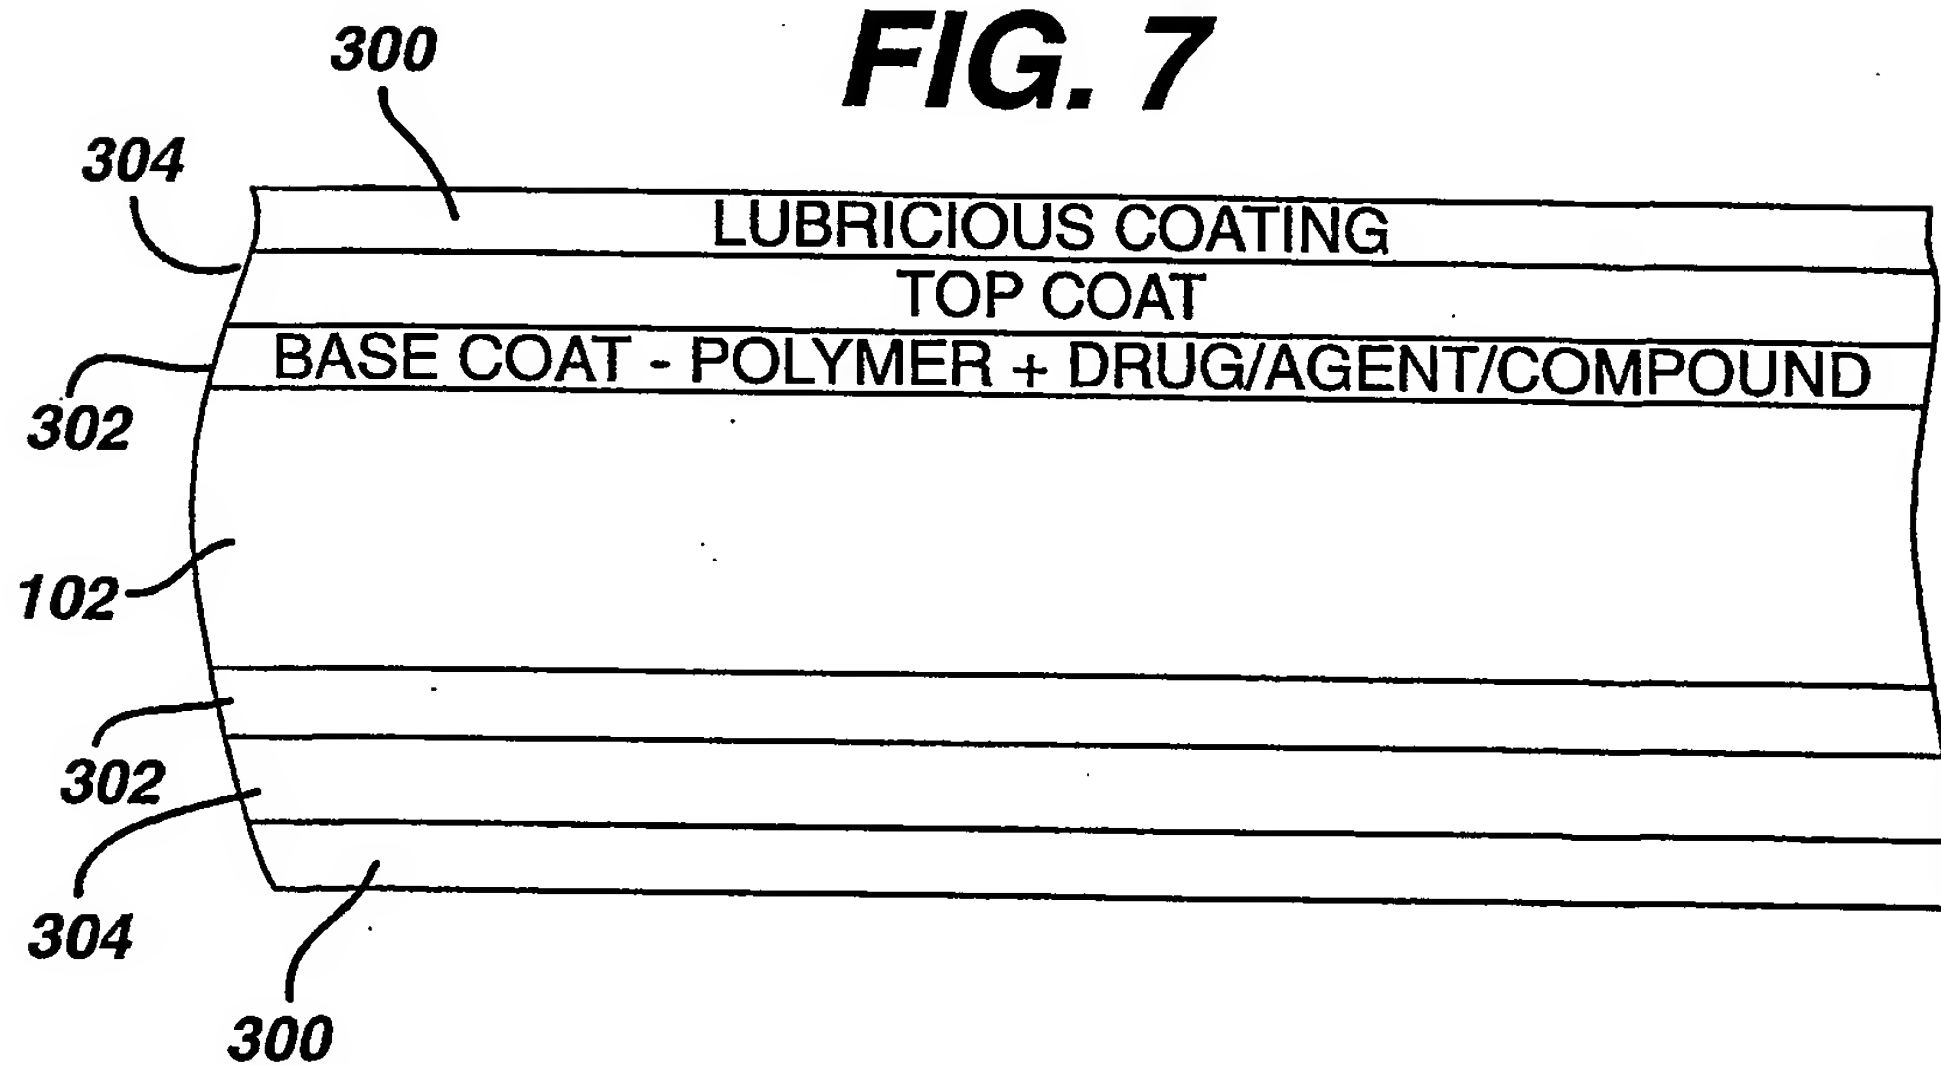 FIG. 7
300
304
LUBRICIOUS COATING
TOP COAT
BASE COAT - POLYMER + DRUG/AGENT/COMPOUND
302
102
302
304
300